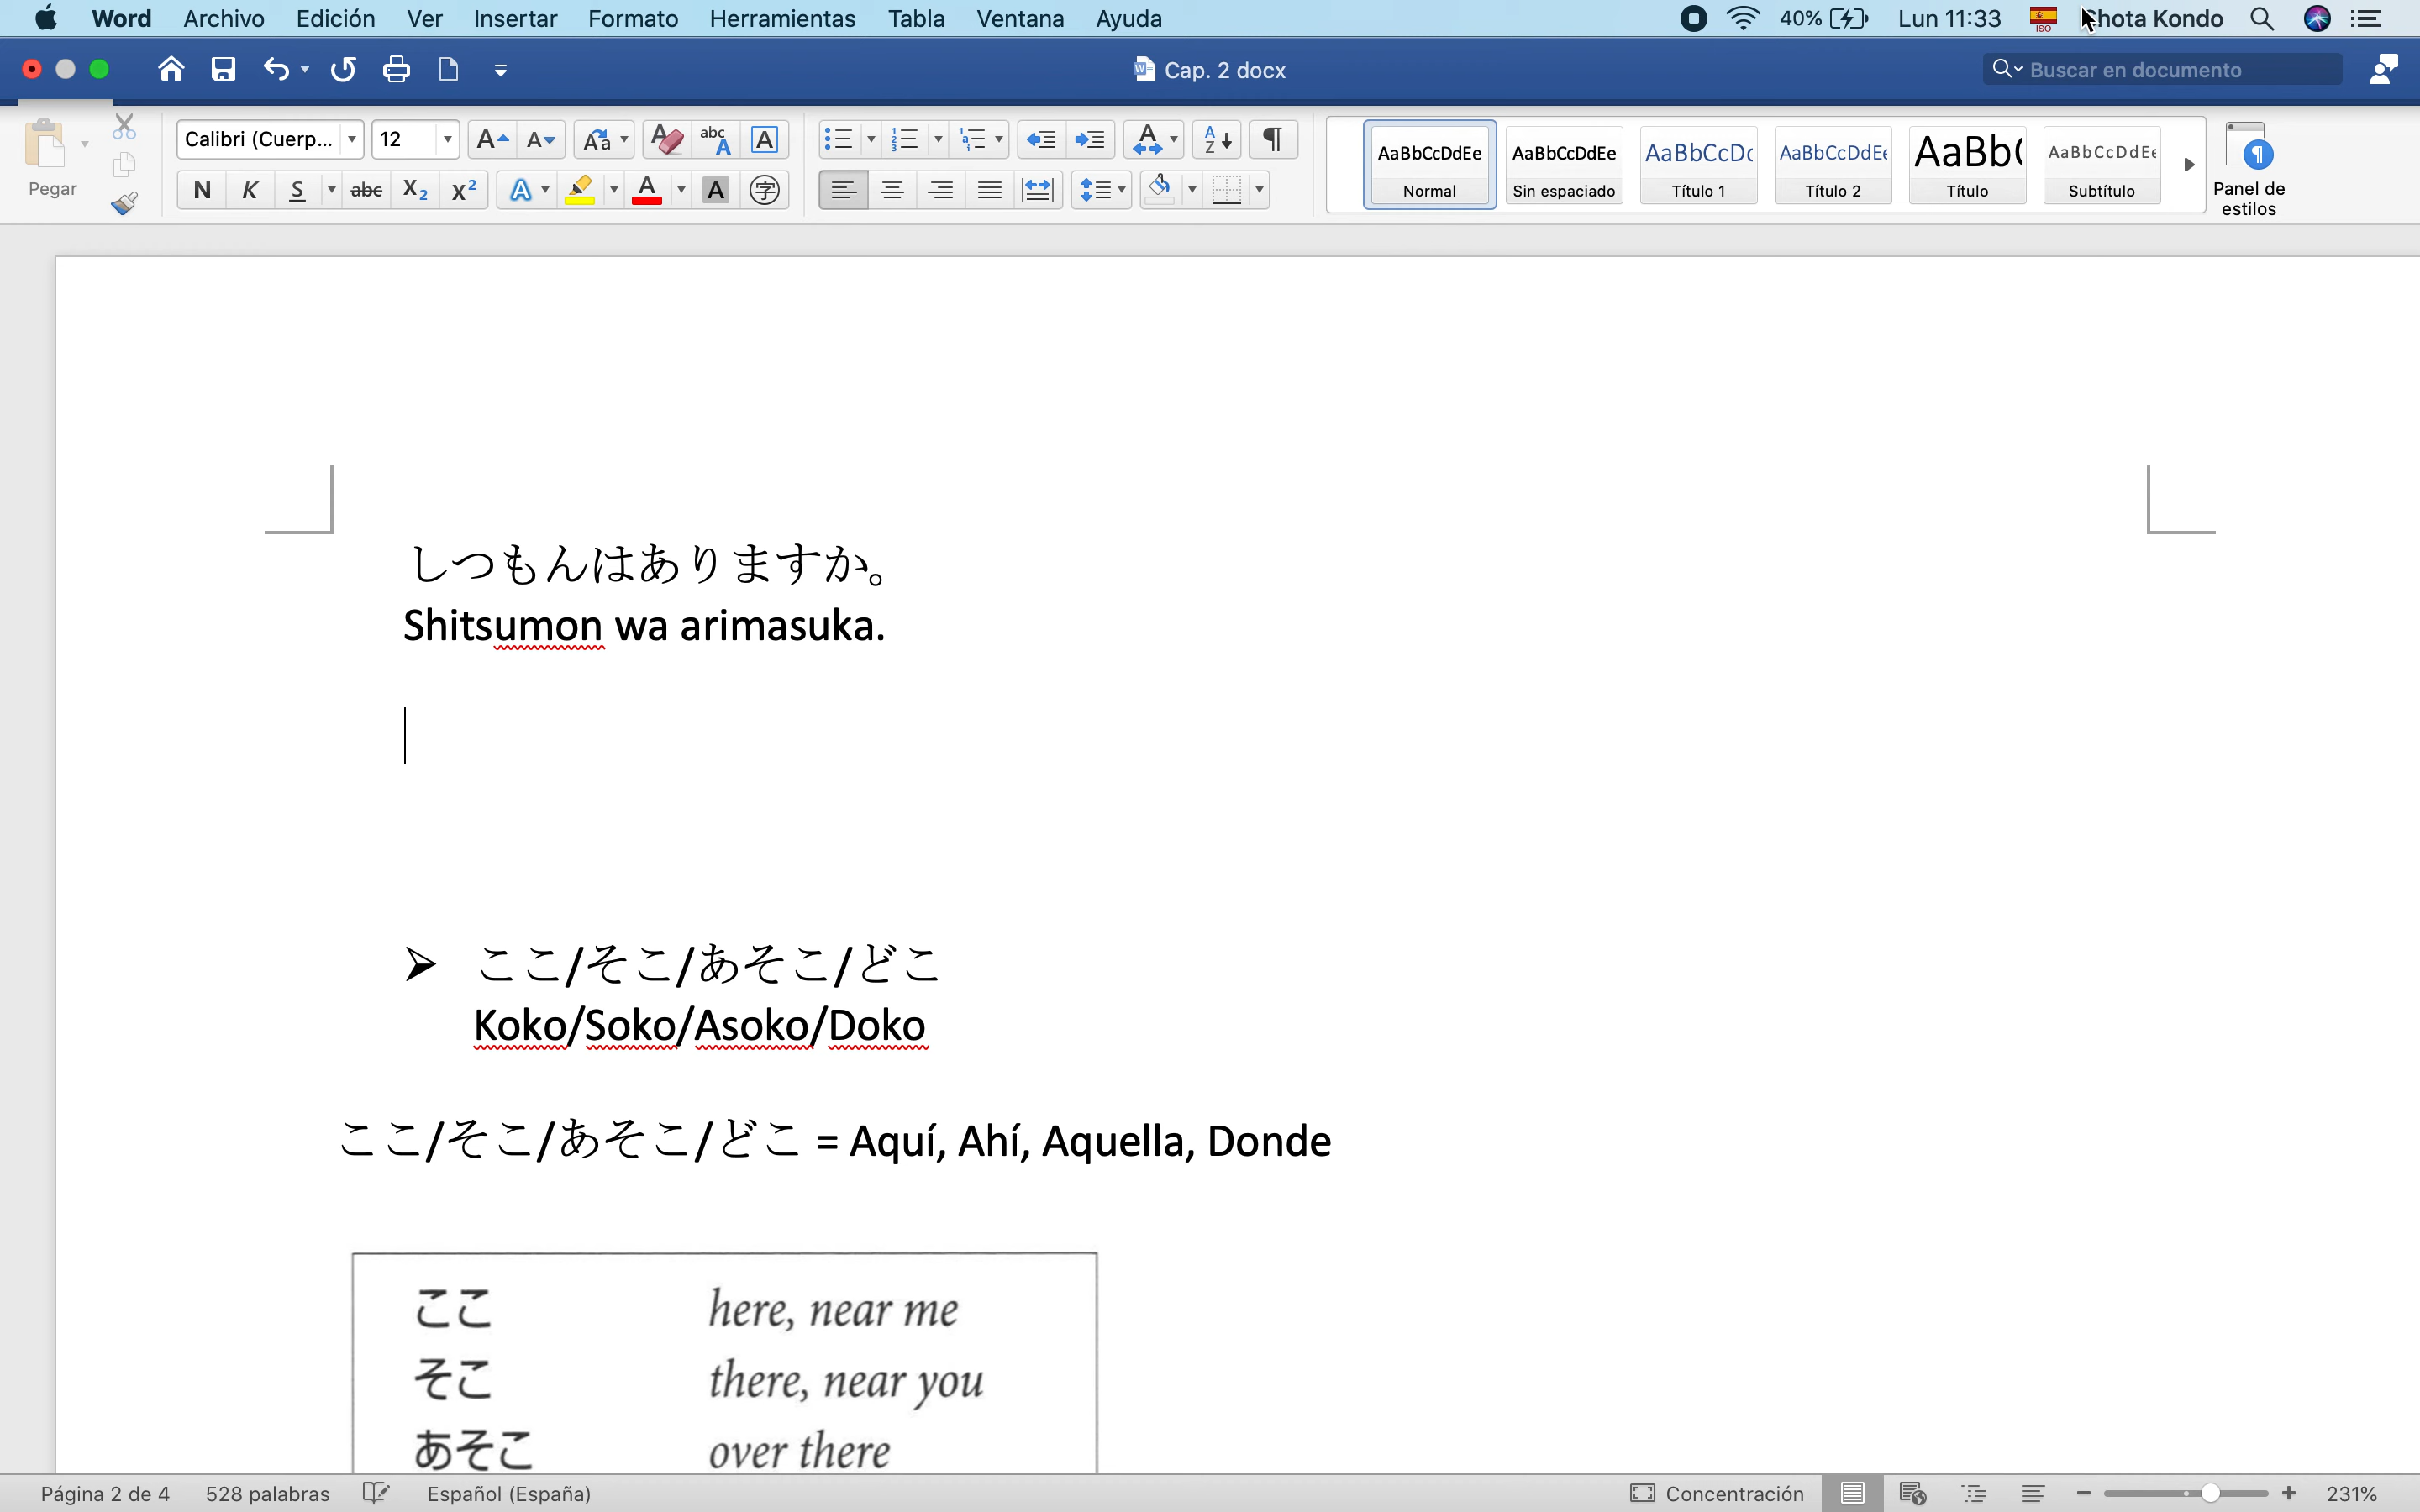 Word Archivo Edición Ver Insertar Formato Herramientas Tabla Ventana Ayuda 40% Lun 11:33 ISO Shota Kondo
Cap. 2 docx Buscar en documento
Pegar Calibri (Cuerp... 12 AaBbCcDdEe AaBbCcDdEe AaBbCcDc AaBbCcDdEe AaBb( AaBbCcDdEe
Normal Sin espaciado Título 1 Título 2 Título Subtítulo Panel de estilos
しつもんはありますか。
Shitsumon wa arimasuka.
➢ ここ/そこ/あそこ/どこ
Koko/Soko/Asoko/Doko
ここ/そこ/あそこ/どこ = Aquí, Ahí, Aquella, Donde
ここ here, near me
そこ there, near you
あそこ over there
Página 2 de 4 528 palabras Español (España) Concentración 231%